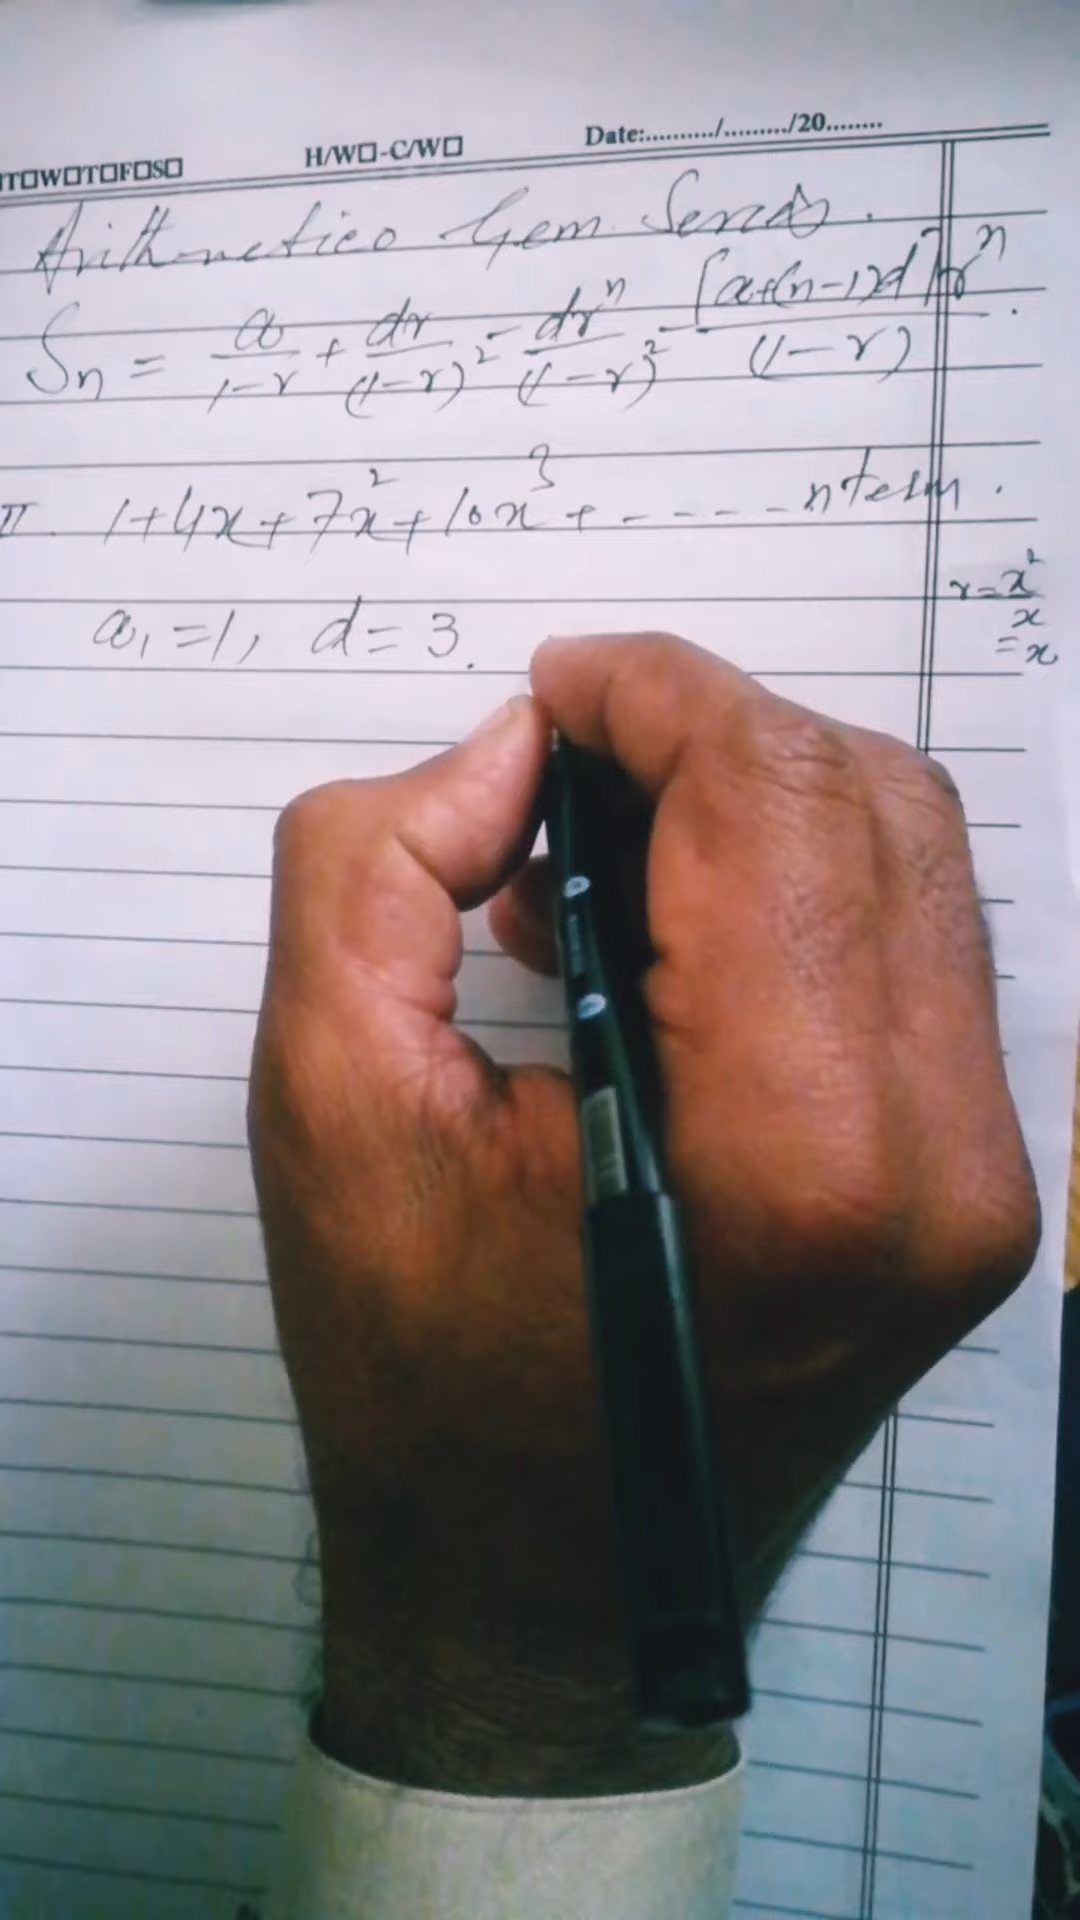 T□W□T□F□S□ H/W□-C/W□ Date:........../........./20........
Arithmetico Geom. Series.
Sn = a/(1-r) + dr/(1-r)² - drⁿ/(1-r)² - [a+(n-1)d]rⁿ/(1-r).
II. 1+4x+7x²+10x³+ - - - - - n term.
a₁ =1, d= 3.
r= x²/x
= x